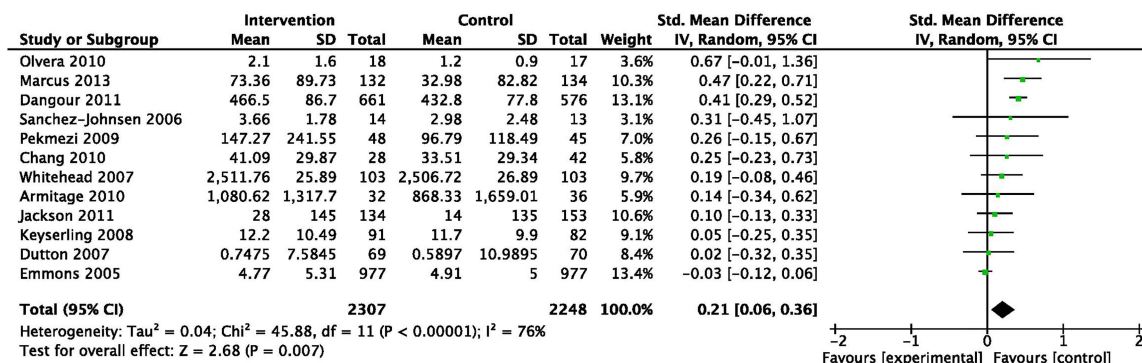 Intervention Control Std. Mean Difference Std. Mean Difference
Study or Subgroup Mean SD Total Mean SD Total Weight IV, Random, 95% CI IV, Random, 95% CI
Olvera 2010 2.1 1.6 18 1.2 0.9 17 3.6% 0.67 [−0.01, 1.36]
Marcus 2013 73.36 89.73 132 32.98 82.82 134 10.3% 0.47 [0.22, 0.71]
Dangour 2011 466.5 86.7 661 432.8 77.8 576 13.1% 0.41 [0.29, 0.52]
Sanchez-Johnsen 2006 3.66 1.78 14 2.98 2.48 13 3.1% 0.31 [−0.45, 1.07]
Pekmezi 2009 147.27 241.55 48 96.79 118.49 45 7.0% 0.26 [−0.15, 0.67]
Chang 2010 41.09 29.87 28 33.51 29.34 42 5.8% 0.25 [−0.23, 0.73]
Whitehead 2007 2,511.76 25.89 103 2,506.72 26.89 103 9.7% 0.19 [−0.08, 0.46]
Armitage 2010 1,080.62 1,317.7 32 868.33 1,659.01 36 5.9% 0.14 [−0.34, 0.62]
Jackson 2011 28 145 134 14 135 153 10.6% 0.10 [−0.13, 0.33]
Keyserling 2008 12.2 10.49 91 11.7 9.9 82 9.1% 0.05 [−0.25, 0.35]
Dutton 2007 0.7475 7.5845 69 0.5897 10.9895 70 8.4% 0.02 [−0.32, 0.35]
Emmons 2005 4.77 5.31 977 4.91 5 977 13.4% −0.03 [−0.12, 0.06]
Total (95% CI) 2307 2248 100.0% 0.21 [0.06, 0.36]
Heterogeneity: Tau² = 0.04; Chi² = 45.88, df = 11 (P < 0.00001); I² = 76%
Test for overall effect: Z = 2.68 (P = 0.007)
−2 −1 0 1 2
Favours [experimental] Favours [control]